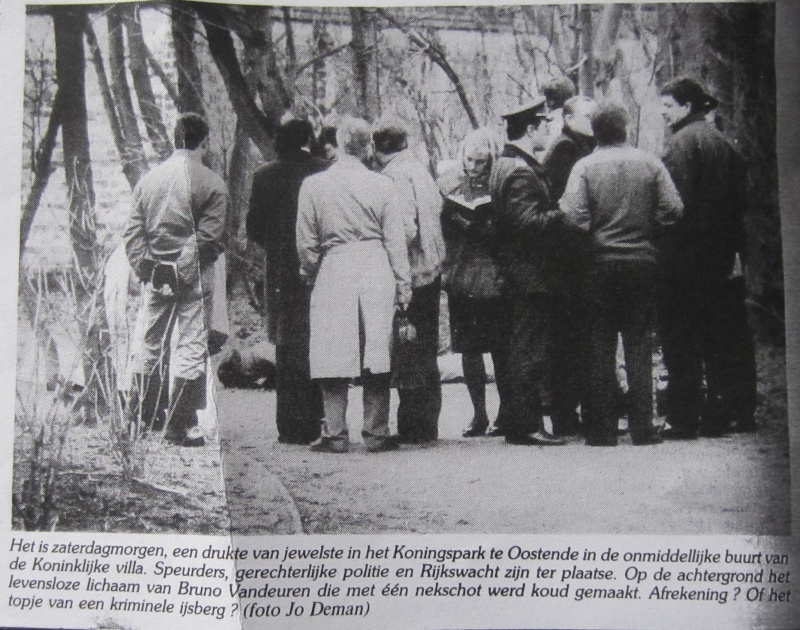 Het is zaterdagmorgen, een drukte van jewelste in het Koningspark te Oostende in de onmiddellijke buurt van
de Koninklijke villa. Speurders, gerechterlijke politie en Rijkswacht zijn ter plaatse. Op de achtergrond het
levensloze lichaam van Bruno Vandeuren die met één nekschot werd koud gemaakt. Afrekening ? Of het
topje van een kriminele ijsberg ? (foto Jo Deman)